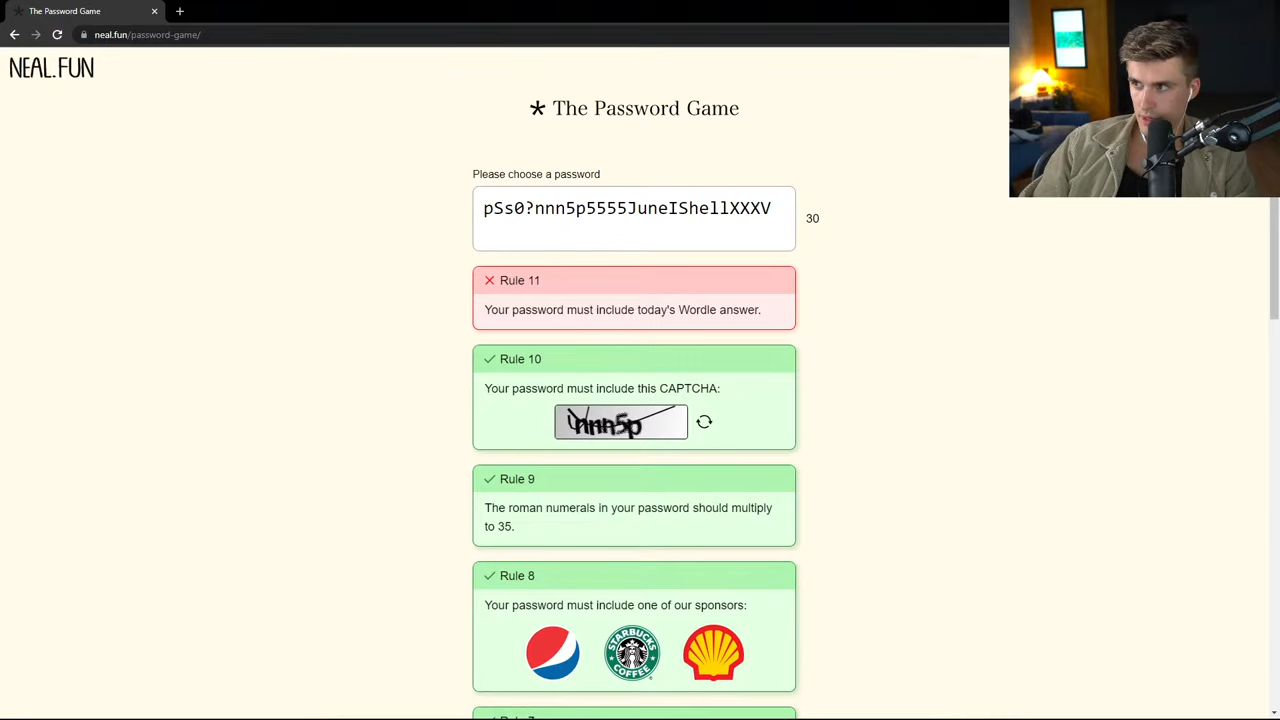 The Password Game
neal.fun/password-game/
NEAL.FUN
* The Password Game
Please choose a password
pSs0?nnn5p5555JuneIShellXXXV
30
Rule 11
Your password must include today's Wordle answer.
Rule 10
Your password must include this CAPTCHA:
nnn5p
Rule 9
The roman numerals in your password should multiply
to 35.
Rule 8
Your password must include one of our sponsors:
STARBUCKS
COFFEE